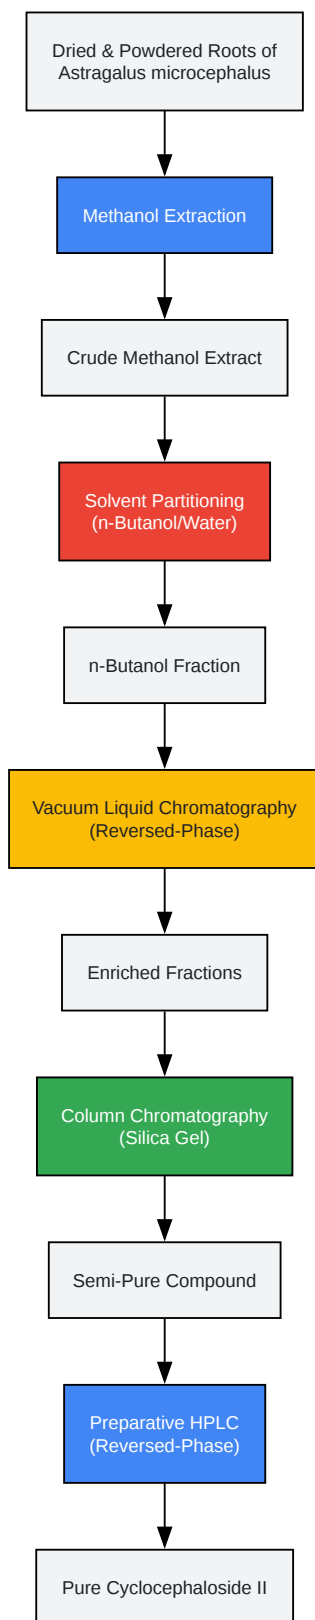 Dried & Powdered Roots of
Astragalus microcephalus
Methanol Extraction
Crude Methanol Extract
Solvent Partitioning
(n-Butanol/Water)
n-Butanol Fraction
Vacuum Liquid Chromatography
(Reversed-Phase)
Enriched Fractions
Column Chromatography
(Silica Gel)
Semi-Pure Compound
Preparative HPLC
(Reversed-Phase)
Pure Cyclocephaloside II